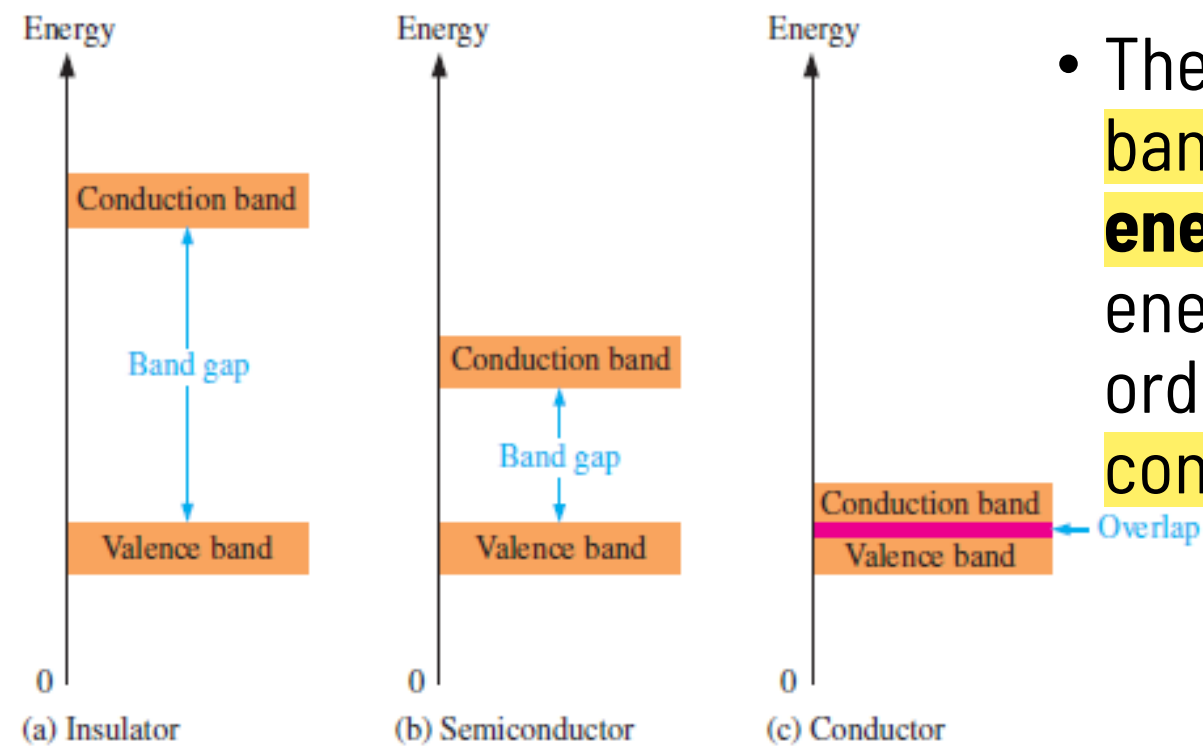 Energy
Conduction band
Band gap
Valence band
0
(a) Insulator
Energy
Conduction band
Band gap
Valence band
0
(b) Semiconductor
Energy
Conduction band
Overlap
Valence band
0
(c) Conductor
• The
ban
ene
ene
ord
con